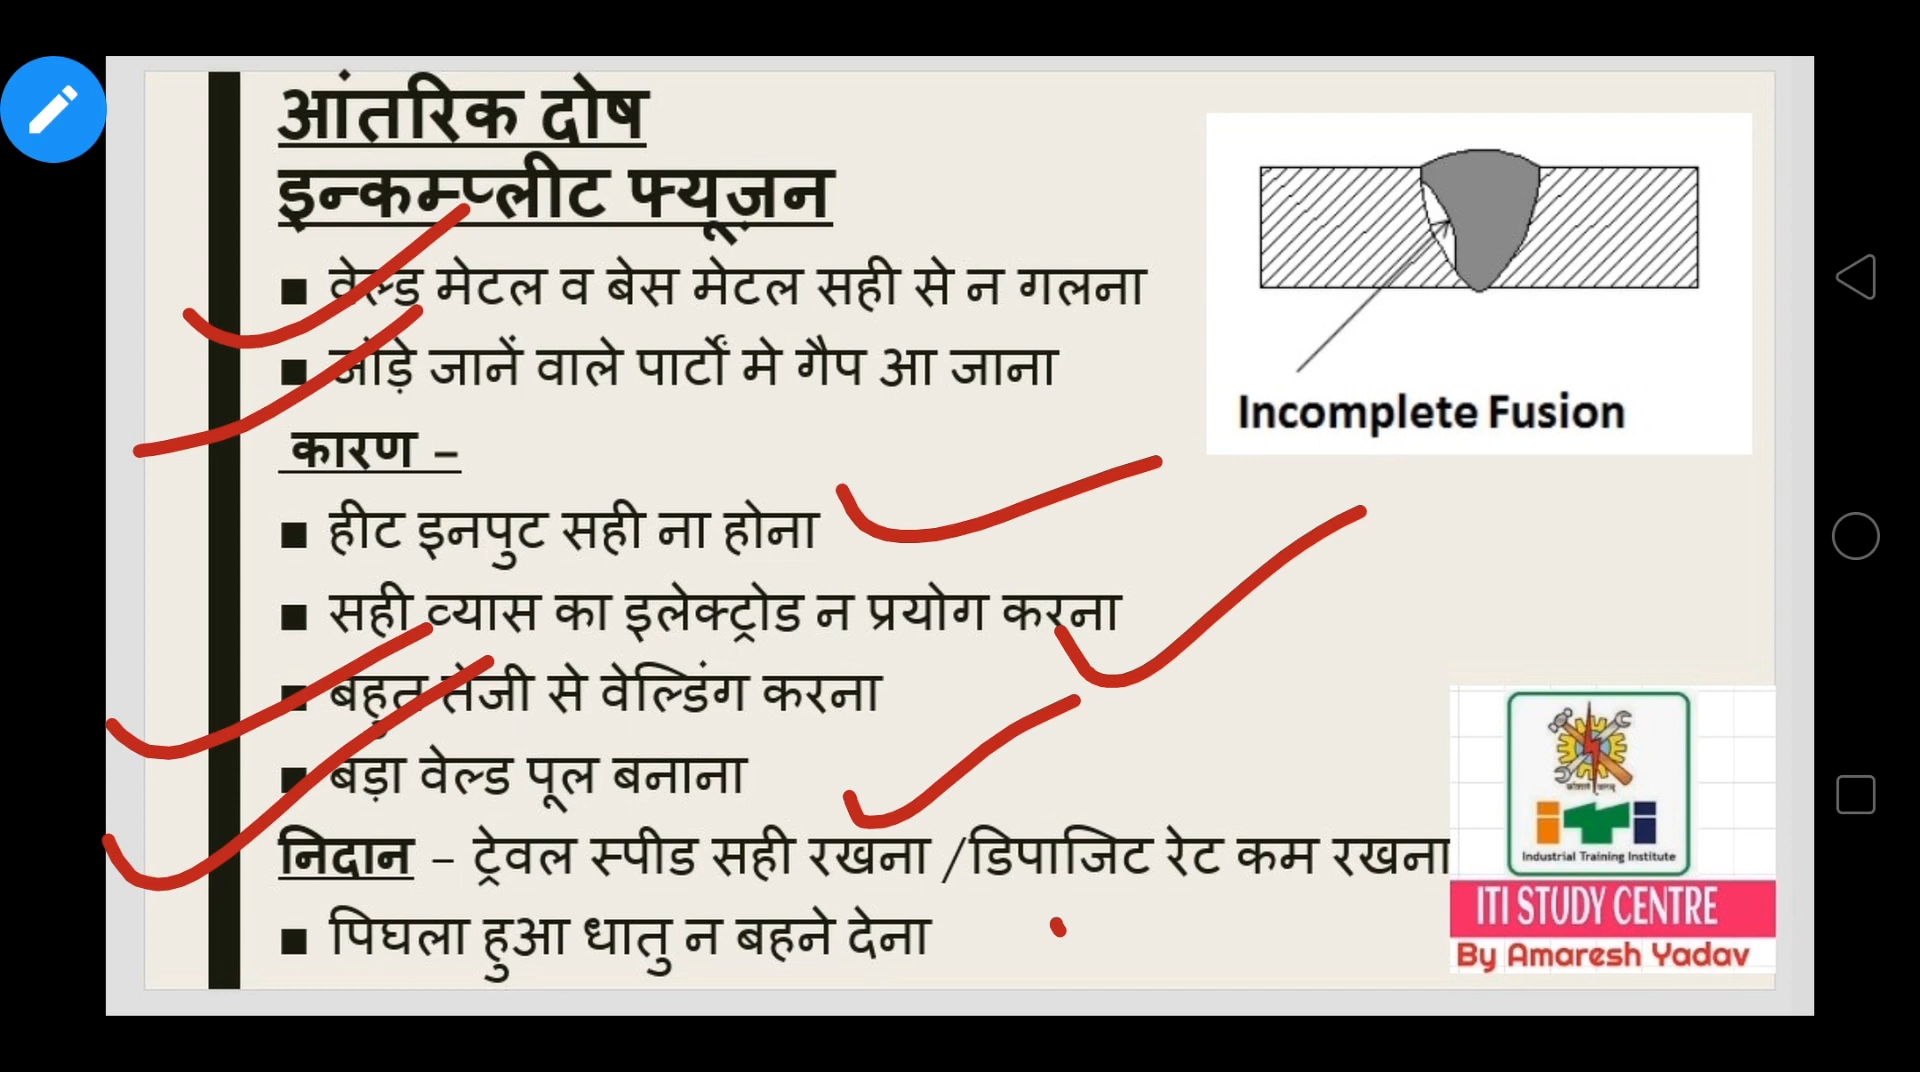 आंतरिक दोष
इन्कम्प्लीट फ्यूज़न
वेल्ड मेटल व बेस मेटल सही से न गलना
जोड़े जानें वाले पार्टों मे गैप आ जाना
कारण –
हीट इनपुट सही ना होना
सही व्यास का इलेक्ट्रोड न प्रयोग करना
बहुत तेजी से वेल्डिंग करना
बड़ा वेल्ड पूल बनाना
निदान – ट्रेवल स्पीड सही रखना /डिपाजिट रेट कम रखना
पिघला हुआ धातु न बहने देना
Incomplete Fusion
iTi
Industrial Training Institute
ITI STUDY CENTRE
By Amaresh Yadav